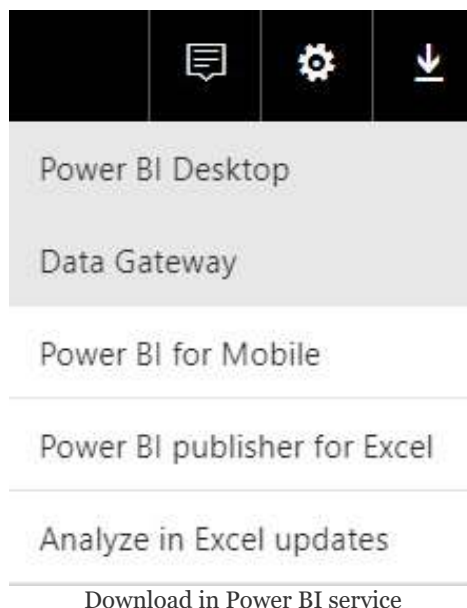 Power BI Desktop
Data Gateway
Power BI for Mobile
Power BI publisher for Excel
Analyze in Excel updates
Download in Power BI service